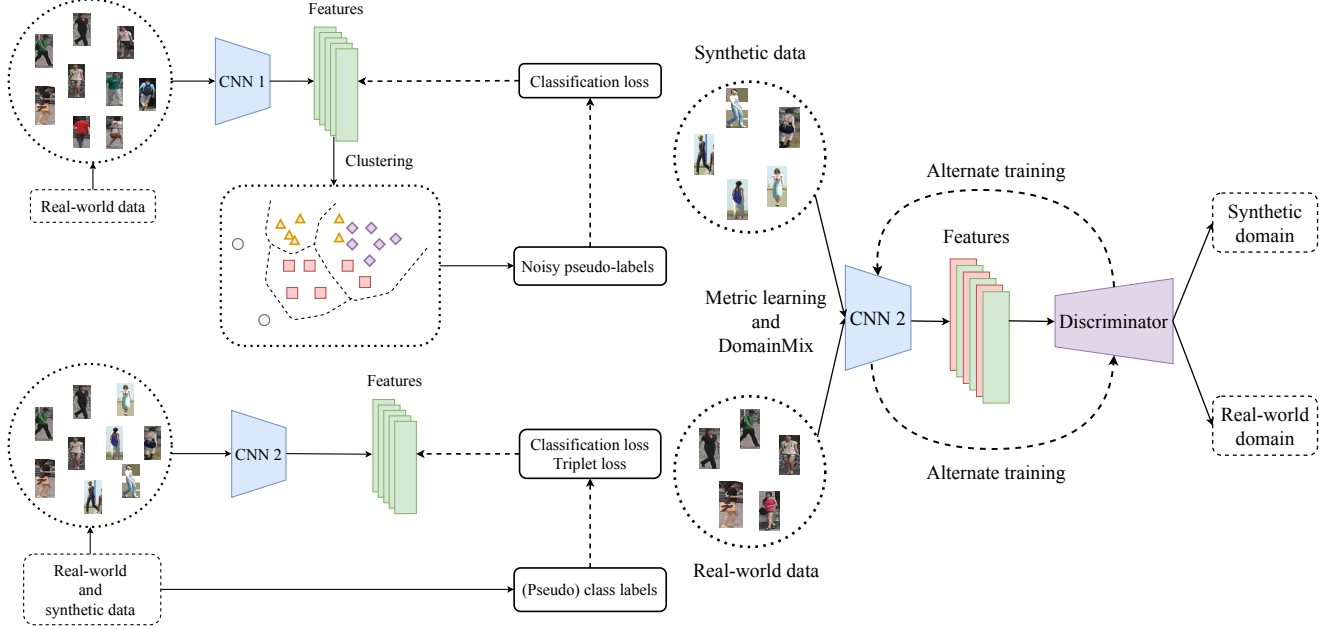 Features
CNN 1
Classification loss
Clustering
Real-world data
Noisy pseudo-labels
Features
CNN 2
Classification loss
Triplet loss
Real-world
and
synthetic data
(Pseudo) class labels
Synthetic data
Alternate training
Features
Metric learning
and
DomainMix
CNN 2
Discriminator
Synthetic
domain
Real-world
domain
Alternate training
Real-world data